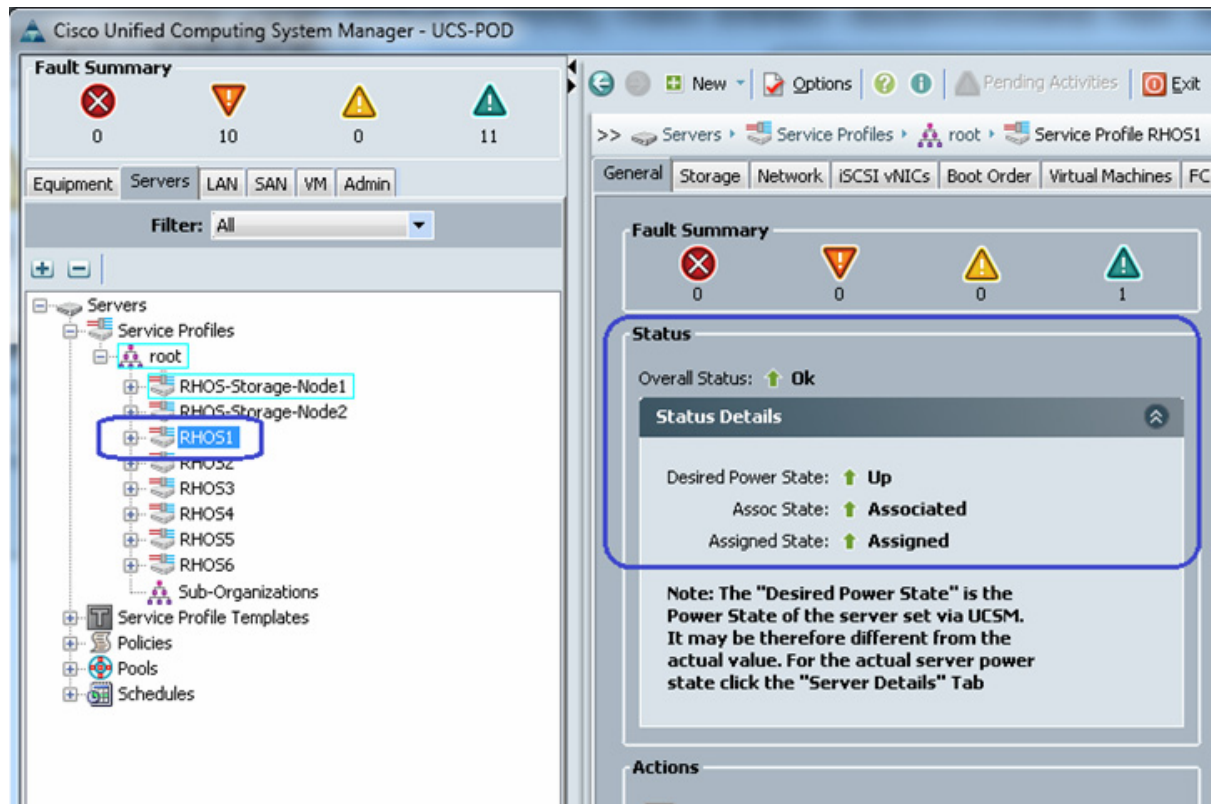 Cisco Unified Computing System Manager - UCS-POD
Fault Summary
0 10 0 11
Equipment Servers LAN SAN VM Admin
Filter: All
Servers
Service Profiles
root
RHOS-Storage-Node1
RHOS-Storage-Node2
RHOS1
RHOS2
RHOS3
RHOS4
RHOS5
RHOS6
Sub-Organizations
Service Profile Templates
Policies
Pools
Schedules
New Options Pending Activities Exit
>> Servers Service Profiles root Service Profile RHOS1
General Storage Network iSCSI vNICs Boot Order Virtual Machines FC
Fault Summary
0 0 0 1
Status
Overall Status: Ok
Status Details
Desired Power State: Up
Assoc State: Associated
Assigned State: Assigned
Note: The "Desired Power State" is the
Power State of the server set via UCSM.
It may be therefore different from the
actual value. For the actual server power
state click the "Server Details" Tab
Actions